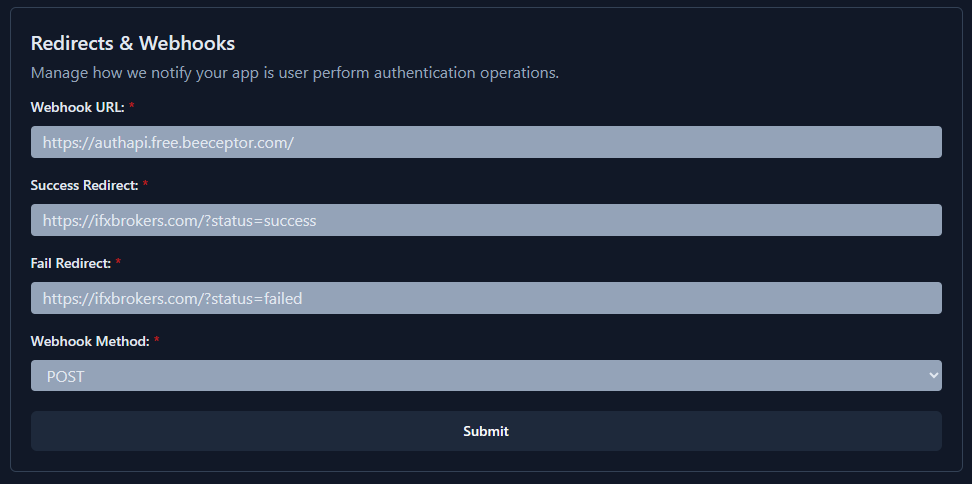 Redirects & Webhooks
Manage how we notify your app is user perform authentication operations.
Webhook URL: *
https://authapi.free.beeceptor.com/
Success Redirect: *
https://ifxbrokers.com/?status=success
Fail Redirect: *
https://ifxbrokers.com/?status=failed
Webhook Method: *
POST
Submit